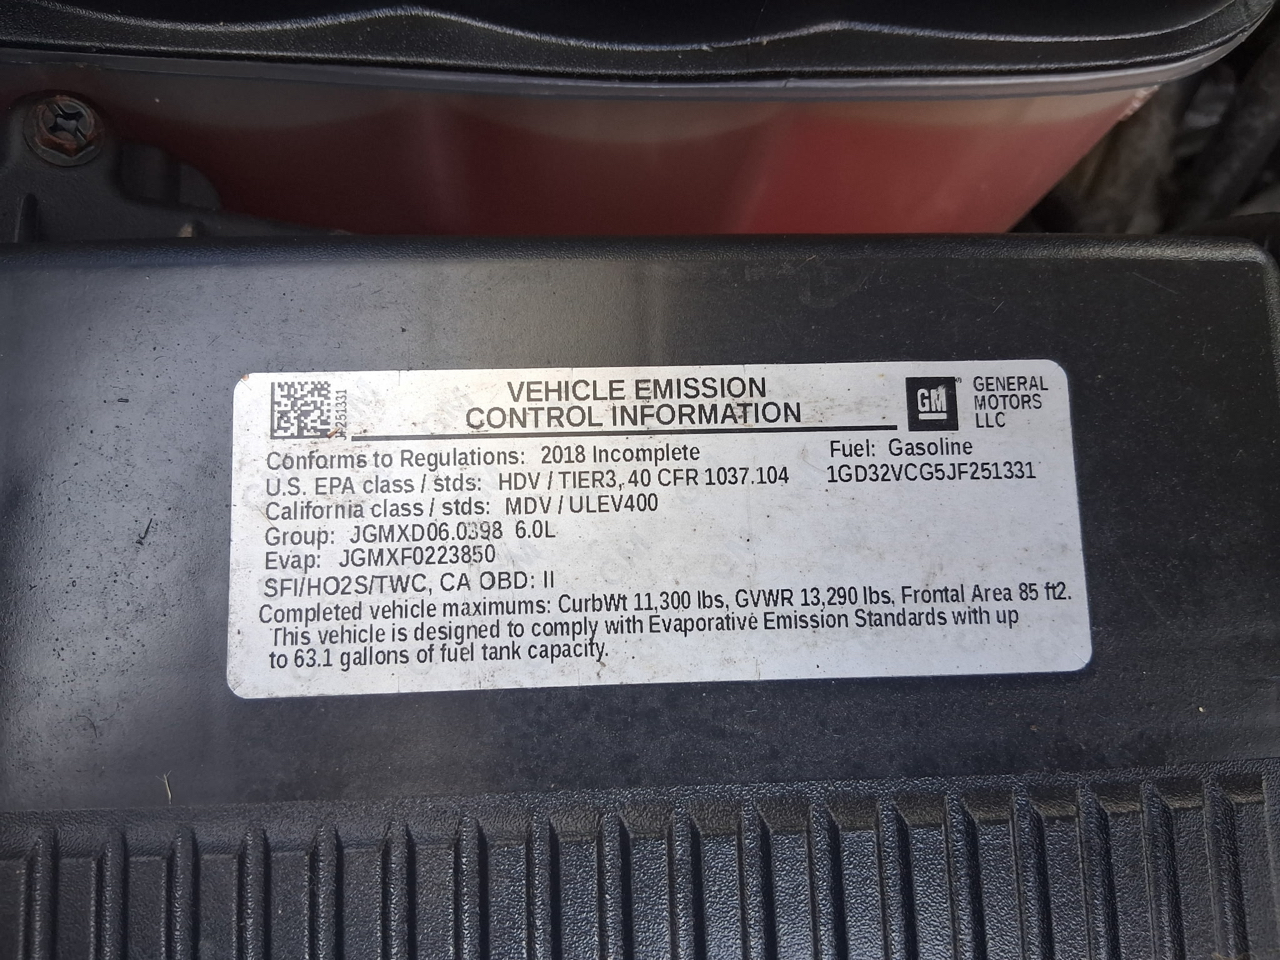 VEHICLE EMISSION
CONTROL INFORMATION
GM
GENERAL
MOTORS
LLC
Conforms to Regulations: 2018 Incomplete
Fuel: Gasoline
U.S. EPA class / stds: HDV / TIER3, 40 CFR 1037.104
1GD32VCG5JF251331
California class / stds: MDV / ULEV400
Group: JGMXD06.0398 6.0L
Evap: JGMXF0223850
SFI/HO2S/TWC, CA OBD: II
Completed vehicle maximums: CurbWt 11,300 lbs, GVWR 13,290 lbs, Frontal Area 85 ft2.
This vehicle is designed to comply with Evaporative Emission Standards with up
to 63.1 gallons of fuel tank capacity.